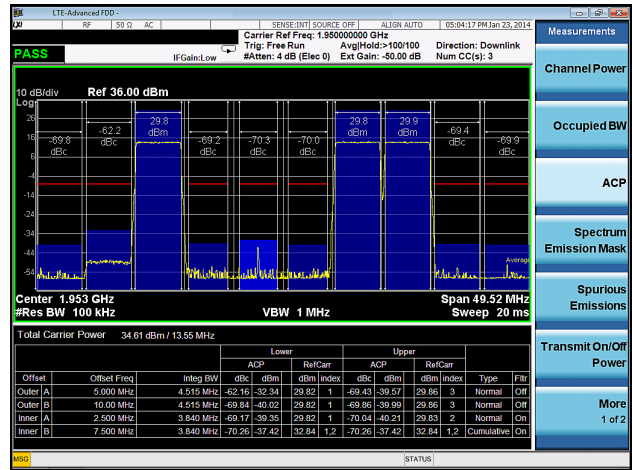 LTE-Advanced FDD -
LXI RF 50 Ω AC SENSE:INT SOURCE OFF ALIGN AUTO 05:04:17 PM Jan 23, 2014
Carrier Ref Freq: 1.950000000 GHz
PASS IFGain:Low Trig: Free Run Avg|Hold:>100/100 Direction: Downlink
#Atten: 4 dB (Elec 0) Ext Gain: -50.00 dB Num CC(s): 3
10 dB/div Ref 36.00 dBm
Log
26
16
6
-4
-14
-24
-34
-44
-54
-69.8 dBc
-62.2 dBc
29.8 dBm
-69.2 dBc
-70.3 dBc
-70.0 dBc
29.8 dBm
29.9 dBm
-69.4 dBc
-69.9 dBc
Average
Center 1.953 GHz Span 49.52 MHz
#Res BW 100 kHz VBW 1 MHz Sweep 20 ms
Total Carrier Power 34.61 dBm / 13.55 MHz
Lower Upper
ACP RefCarr ACP RefCarr
Offset Offset Freq Integ BW dBc dBm dBm index dBc dBm dBm index Type Fltr
Outer A 5.000 MHz 4.515 MHz -62.16 -32.34 29.82 1 -69.43 -39.57 29.86 3 Normal Off
Outer B 10.00 MHz 4.515 MHz -69.84 -40.02 29.82 1 -69.86 -39.99 29.86 3 Normal Off
Inner A 2.500 MHz 3.840 MHz -69.17 -39.35 29.82 1 -70.04 -40.21 29.83 2 Normal On
Inner B 7.500 MHz 3.840 MHz -70.26 -37.42 32.84 1,2 -70.26 -37.42 32.84 1,2 Cumulative On
MSG STATUS
Measurements
Channel Power
Occupied BW
ACP
Spectrum
Emission Mask
Spurious
Emissions
Transmit On/Off
Power
More
1 of 2